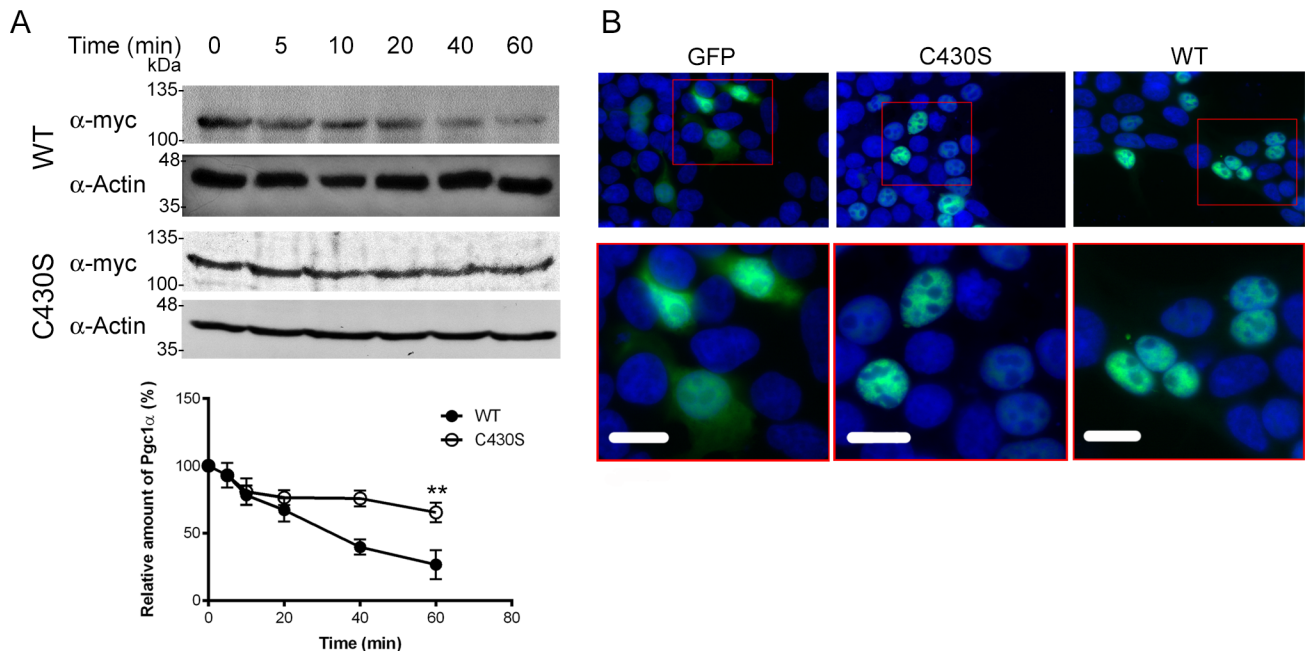 A
Time (min) 0 5 10 20 40 60
kDa
WT
135
α-myc
100
48
α-Actin
35
C430S
135
α-myc
100
48
α-Actin
35
Relative amount of Pgc1α (%)
150
100
50
0
WT
C430S
**
0 20 40 60 80
Time (min)
B
GFP C430S WT